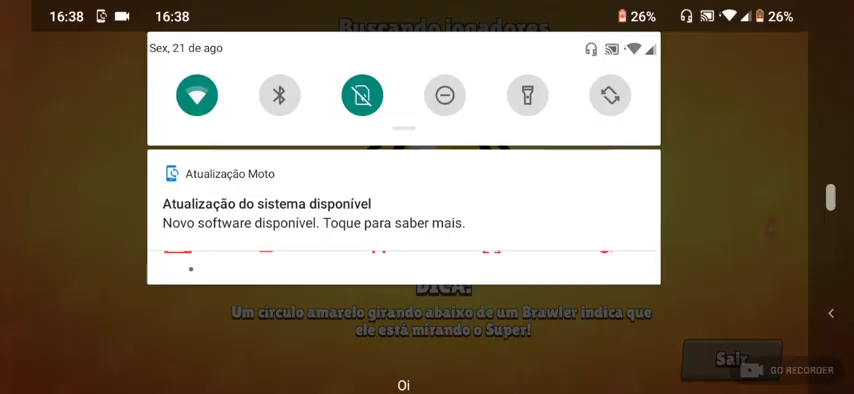 16:38 16:38 26% 26%
Buscando jogadores
Sex, 21 de ago
Atualização Moto
Atualização do sistema disponível
Novo software disponível. Toque para saber mais.
DICA:
Um círculo amarelo girando abaixo de um Brawler indica que
ele está mirando o Super!
Sair
GO RECORDER
Oi